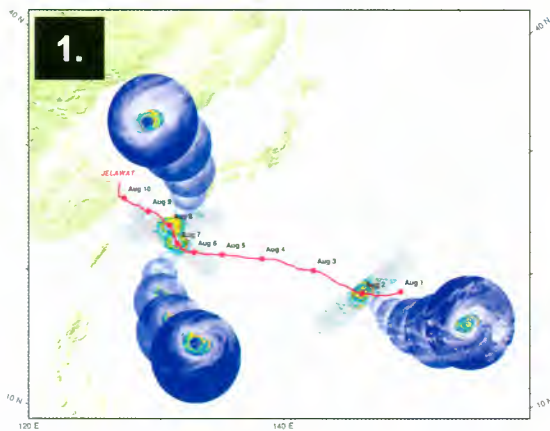 40 N
40 N
1.
JELAWAT
Aug 10
Aug 9
Aug 8
Aug 7
Aug 6
Aug 5
Aug 4
Aug 3
Aug 2
Aug 1
10 N
10 N
120 E
140 E